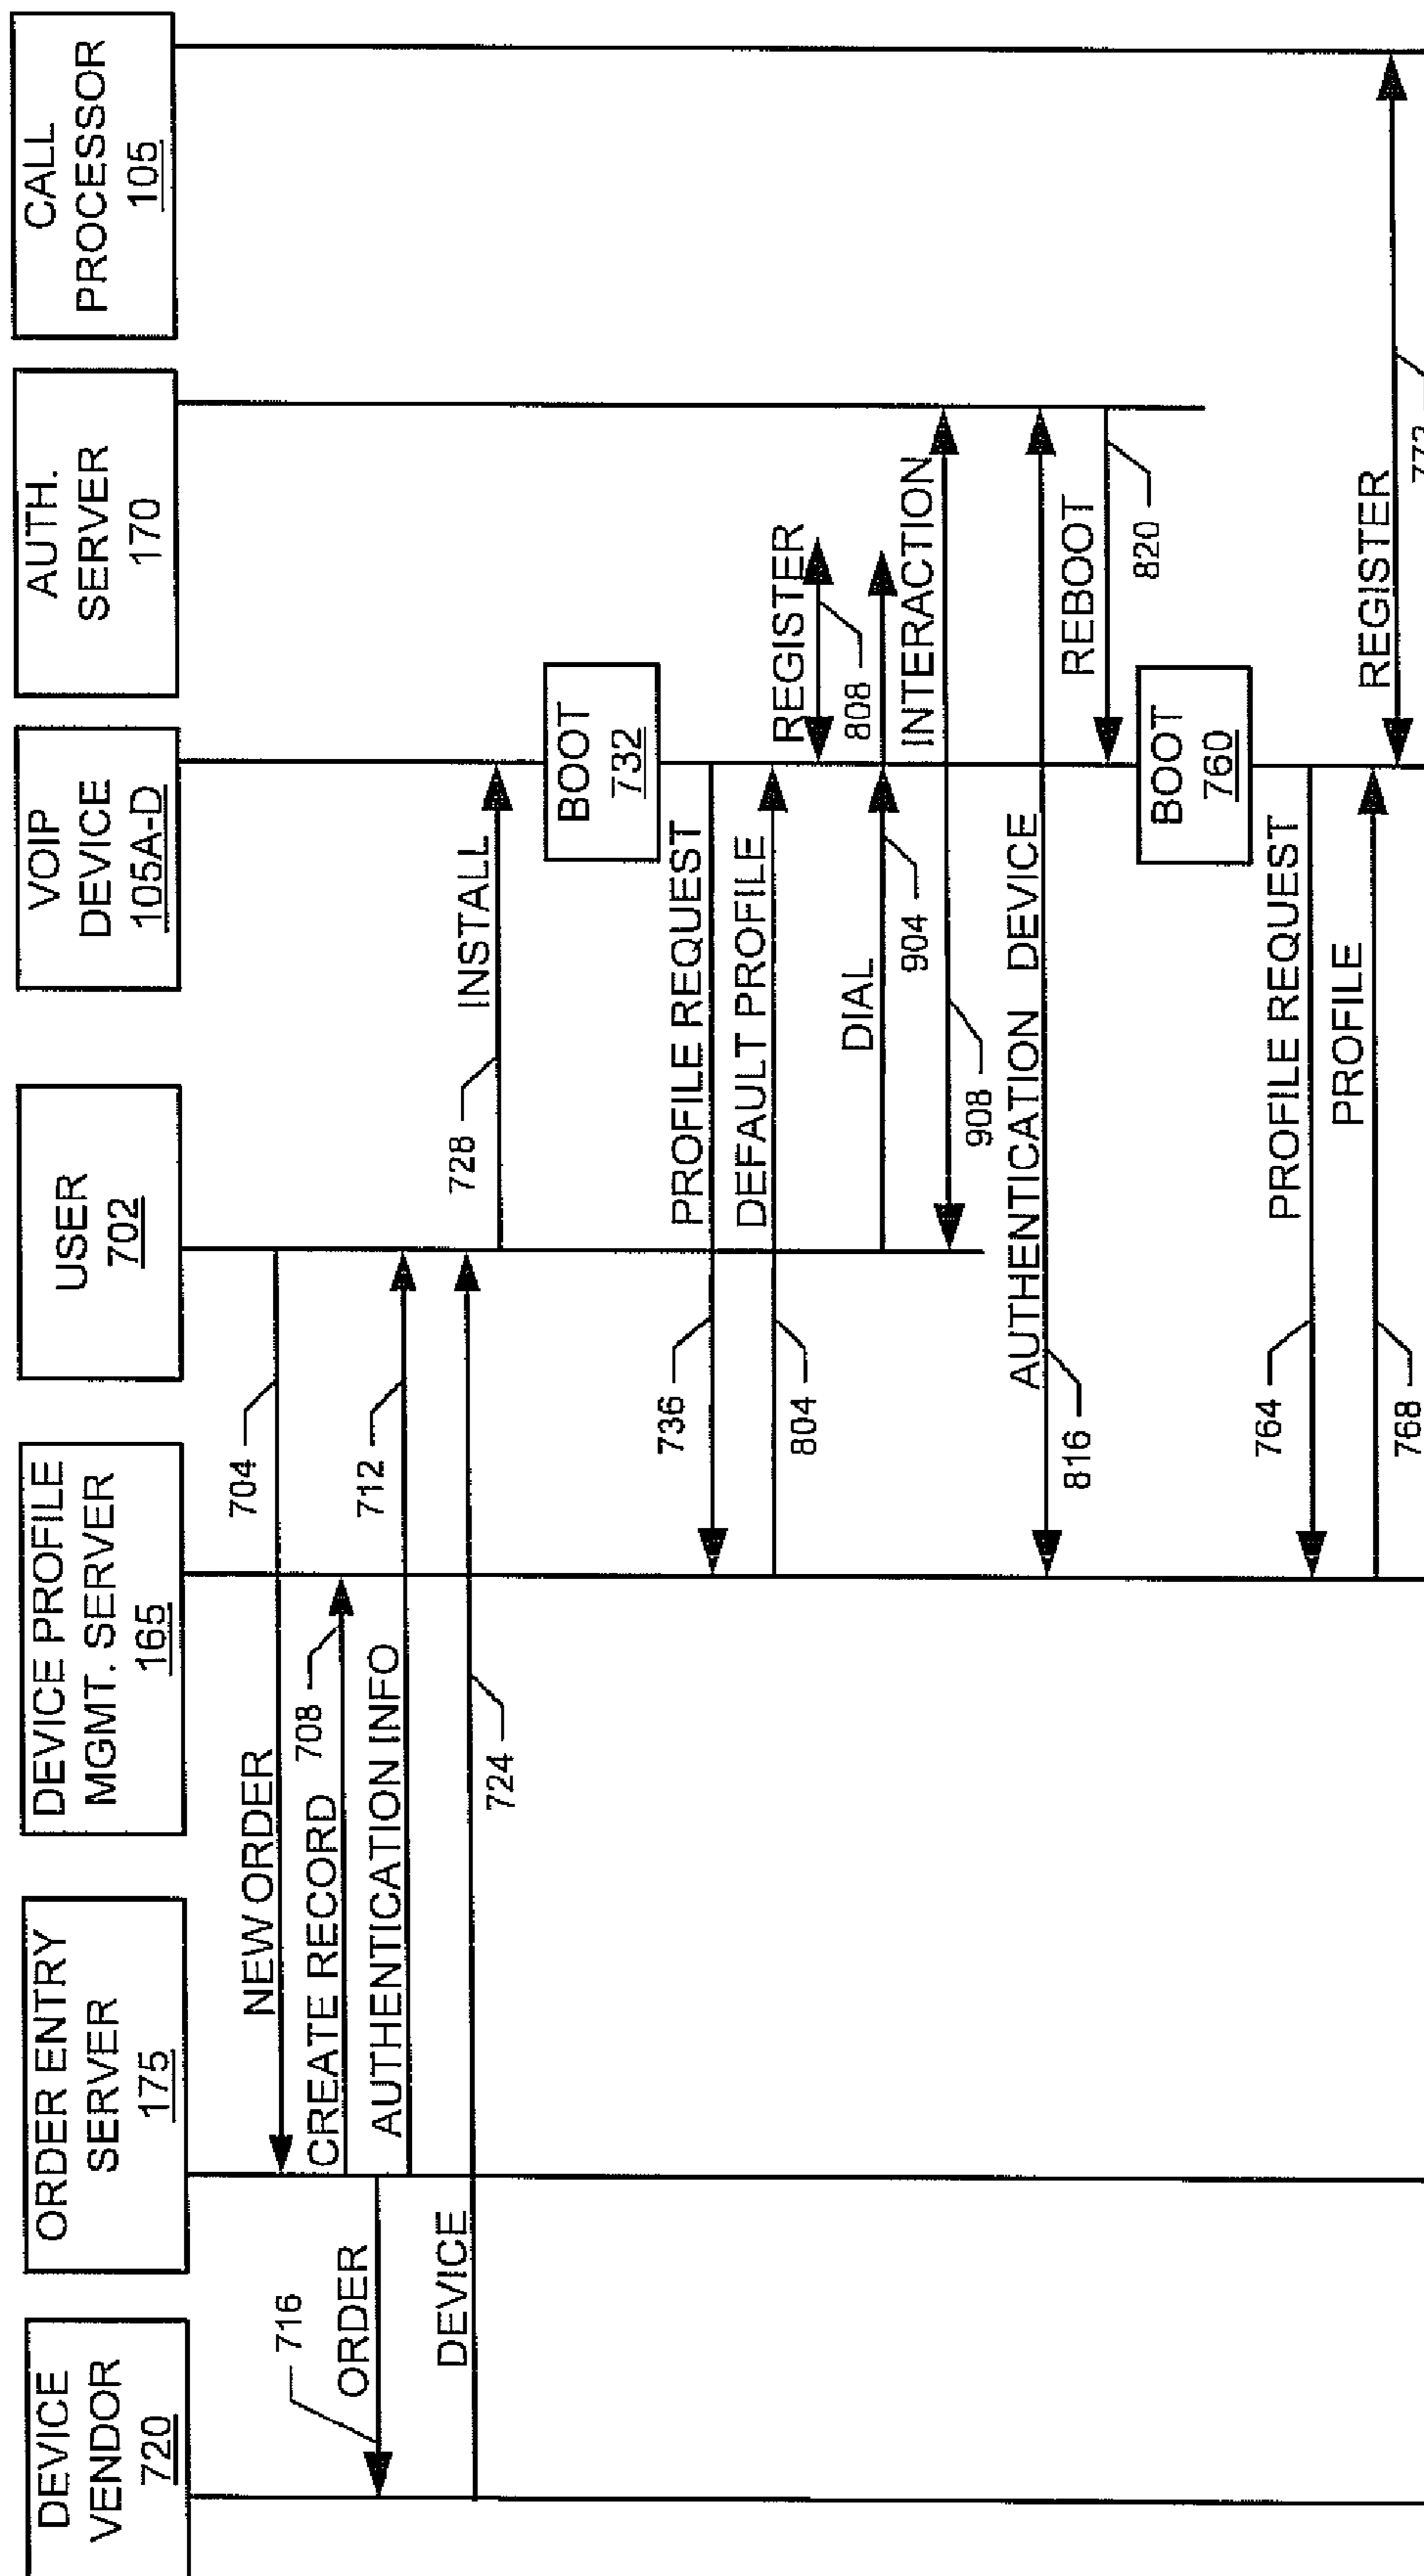 DEVICE
VENDOR
720
ORDER ENTRY
SERVER
175
DEVICE PROFILE
MGMT. SERVER
165
USER
702
VOIP
DEVICE
105A-D
AUTH.
SERVER
170
CALL
PROCESSOR
105
704
NEW ORDER
CREATE RECORD
708
716
ORDER
712
AUTHENTICATION INFO
DEVICE
724
728
INSTALL
BOOT
732
PROFILE REQUEST
736
DEFAULT PROFILE
804
REGISTER
808
DIAL
904
INTERACTION
908
AUTHENTICATION DEVICE
816
REBOOT
820
BOOT
760
PROFILE REQUEST
764
PROFILE
768
REGISTER